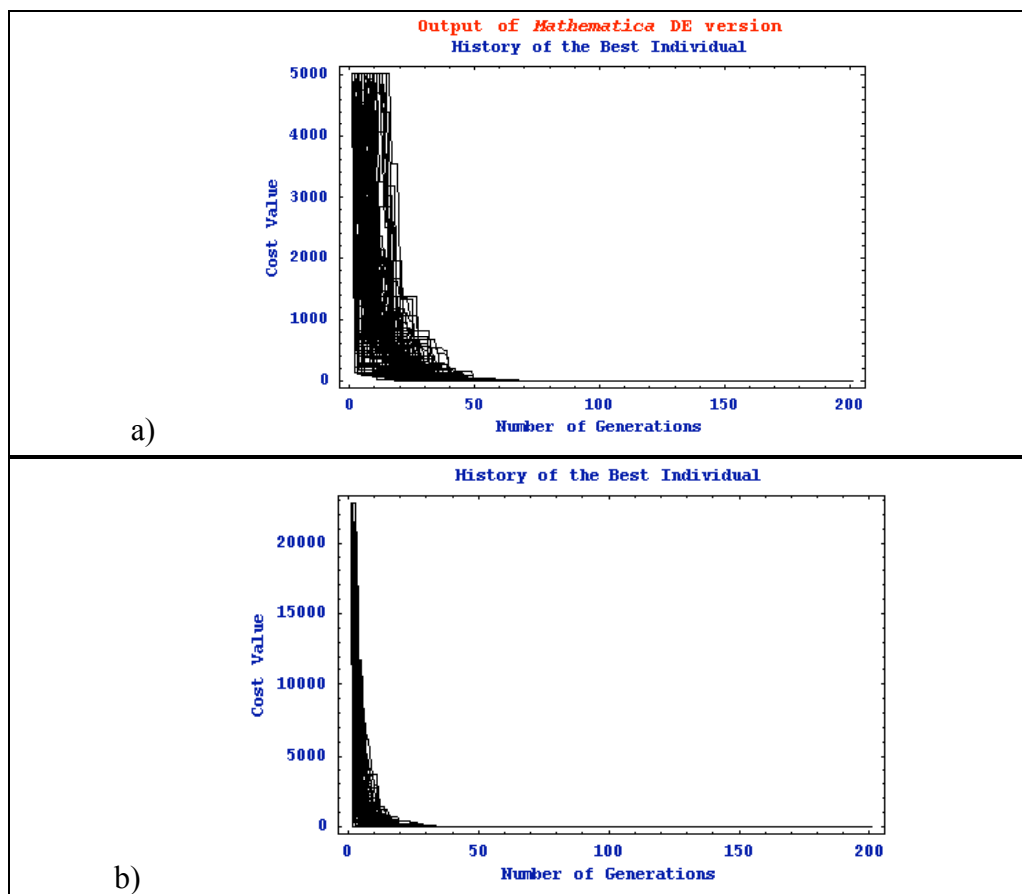 Output of Mathematica DE version
History of the Best Individual
5000
4000
3000
2000
1000
0
Cost Value
0 50 100 150 200
Number of Generations
a)
History of the Best Individual
20000
15000
10000
5000
0
Cost Value
0 50 100 150 200
Number of Generations
b)